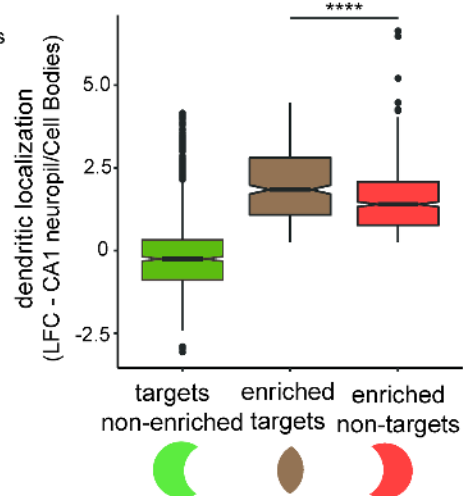 s
****
dendritic localization
(LFC - CA1 neuropil/Cell Bodies)
5.0
2.5
0
-2.5
targets
non-enriched
enriched
targets
enriched
non-targets